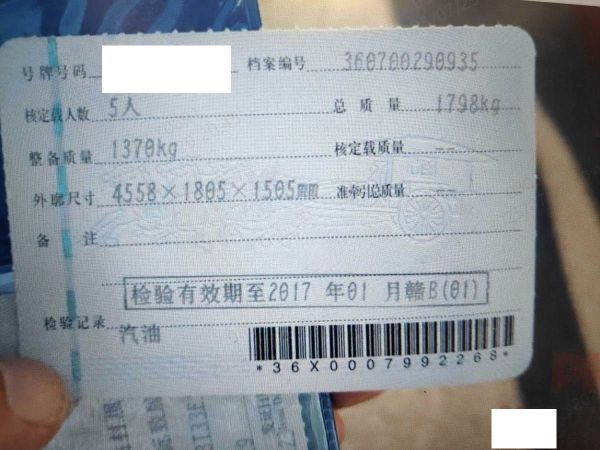 号牌号码 档案编号 360700290935
核定载人数 5人 总质量 1798kg
整备质量 1370kg 核定载质量 --
外廓尺寸 4558×1805×1505mm 准牵引总质量 --
备注
检验有效期至2017年01月赣B(01)
检验记录 汽油
*36X0007992268*